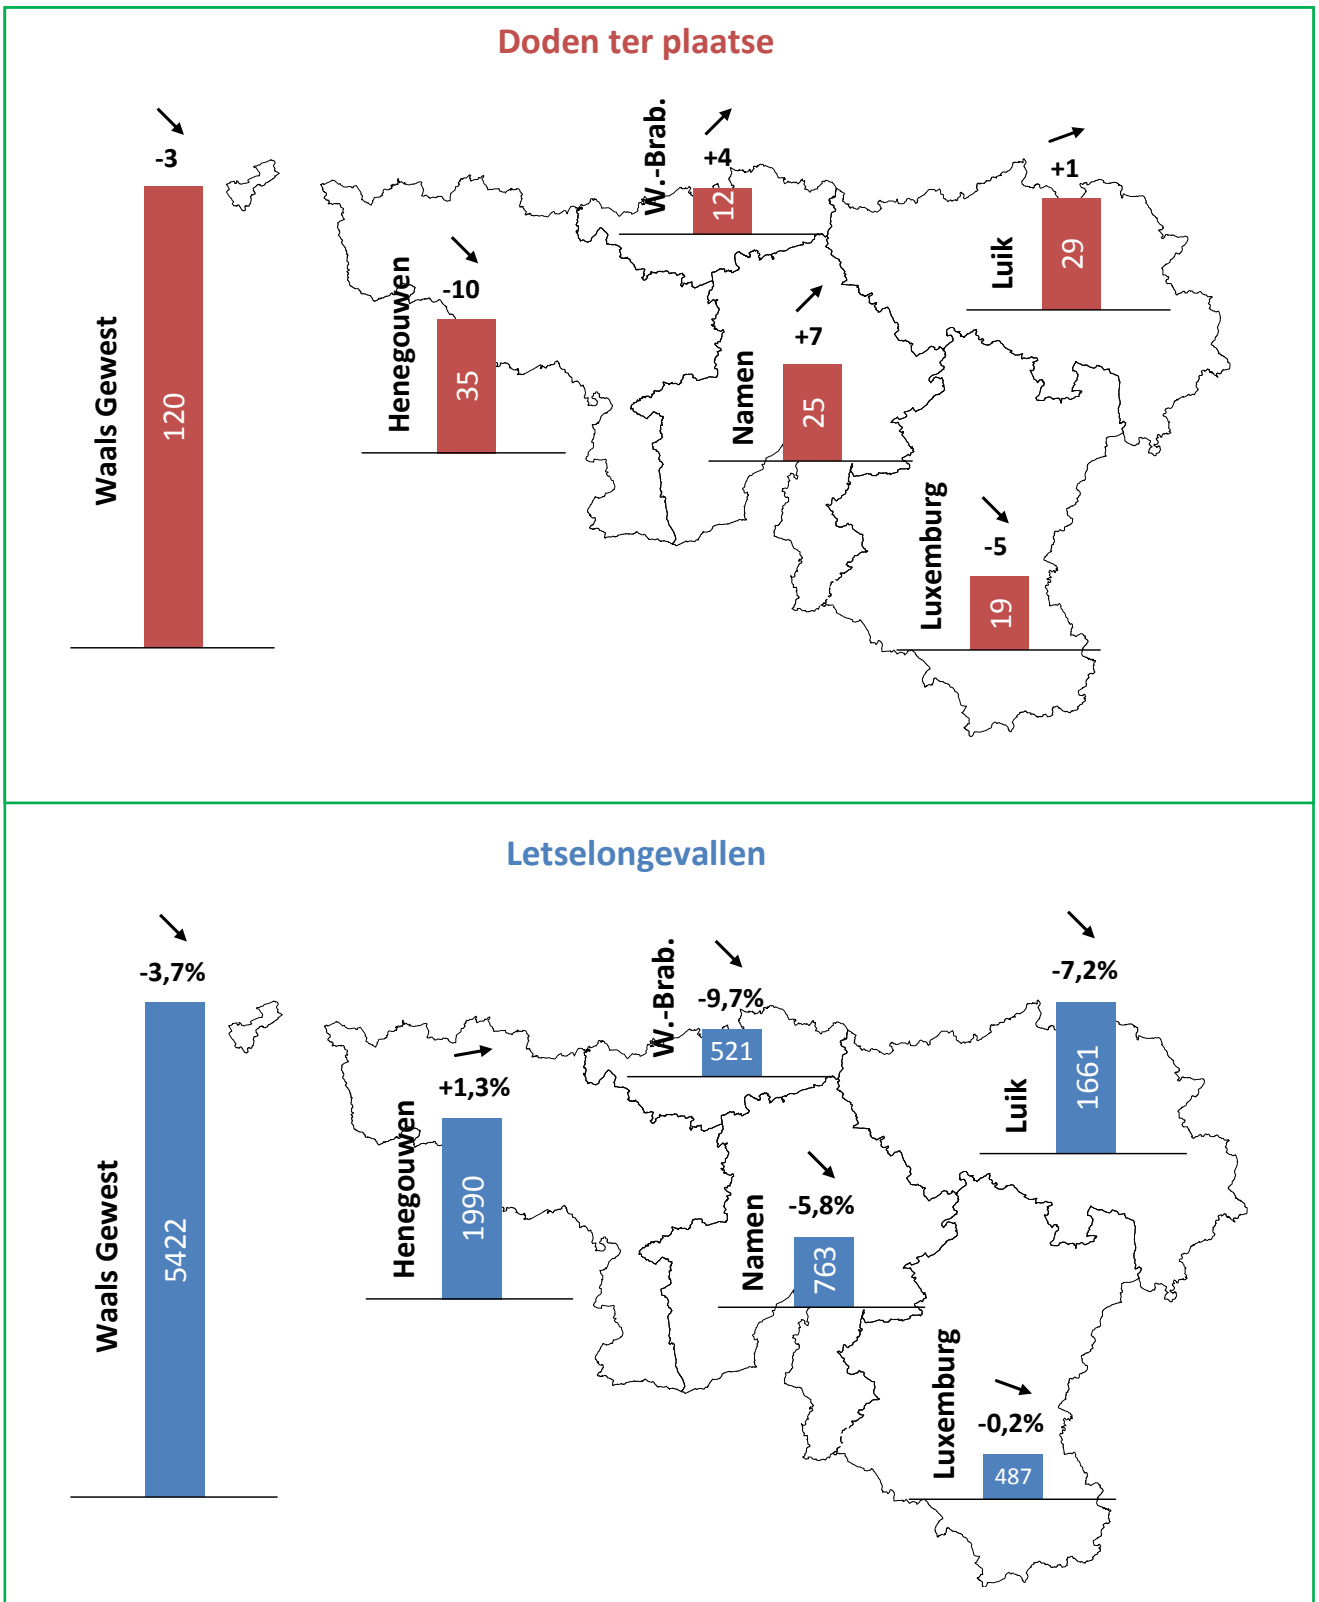 Doden ter plaatse
Waals Gewest
-3
120
Henegouwen
-10
35
W.-Brab.
+4
12
Namen
+7
25
Luik
+1
29
Luxemburg
-5
19
Letselongevallen
Waals Gewest
-3,7%
5422
Henegouwen
+1,3%
1990
W.-Brab.
-9,7%
521
Namen
-5,8%
763
Luik
-7,2%
1661
Luxemburg
-0,2%
487